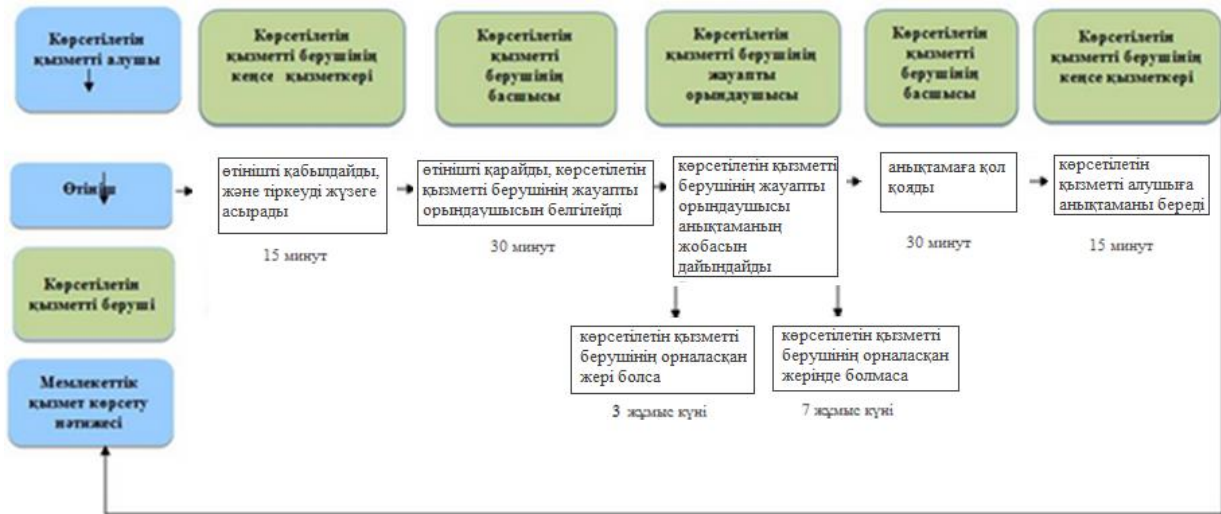 Көрсетілетін
қызметті алушы
Көрсетілетін
қызметті берушінің
кеңсе қызметкері
Көрсетілетін
қызметті
берушінің
басшысы
Көрсетілетін
қызметті берушінің
жауапты
орындаушысы
Көрсетілетін
қызметті
берушінің
басшысы
Көрсетілетін
қызметті берушінің
кеңсе қызметкері
Өтініш
өтінішті қабылдайды,
және тіркеуді жүзеге
асырады
15 минут
өтінішті қарайды, көрсетілетін
қызметті берушінің жауапты
орындаушысын белгілейді
30 минут
көрсетілетін қызметті
берушінің жауапты
орындаушысы
анықтаманың
жобасын
дайындайды
анықтамаға қол
қояды
30 минут
көрсетілетін
қызметті алушыға
анықтаманы береді
15 минут
Көрсетілетін
қызметті беруші
көрсетілетін қызметті
берушінің орналасқан
жері болса
3 жұмыс күні
көрсетілетін қызметті
берушінің орналасқан
жерінде болмаса
7 жұмыс күні
Мемлекеттік
қызмет көрсету
нәтижесі